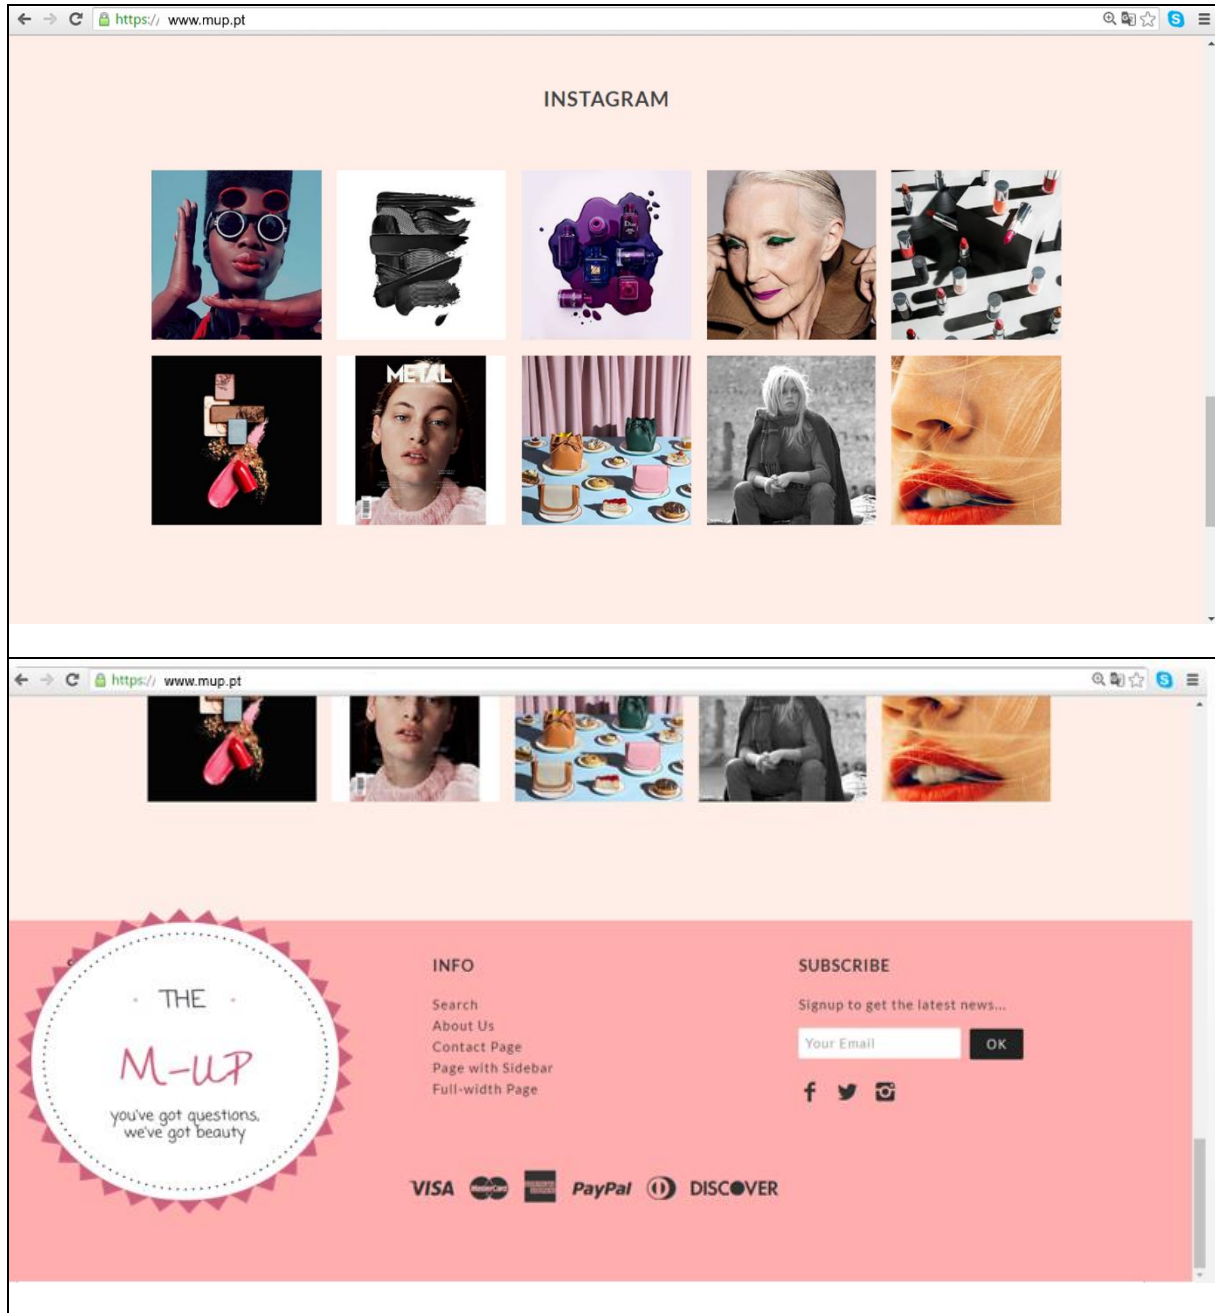 https:// www.mup.pt
INSTAGRAM
METAL
https:// www.mup.pt
THE
M-UP
you've got questions,
we've got beauty
INFO
Search
About Us
Contact Page
Page with Sidebar
Full-width Page
SUBSCRIBE
Signup to get the latest news...
Your Email OK
VISA MasterCard PayPal DISCOVER